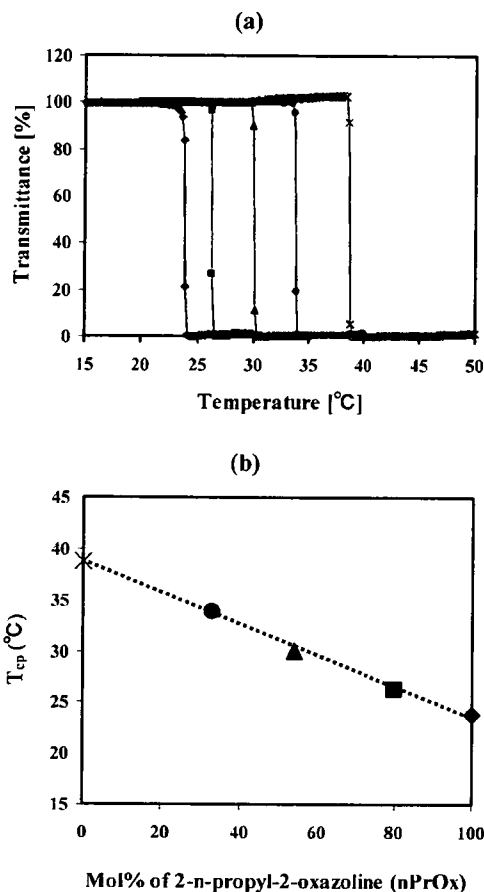 (a)
120
100
80
60
40
20
0
Transmittance [%]
15 20 25 30 35 40 45 50
Temperature [℃]
(b)
45
40
35
30
25
20
15
Tcp (℃)
0 20 40 60 80 100
Mol% of 2-n-propyl-2-oxazoline (nPrOx)